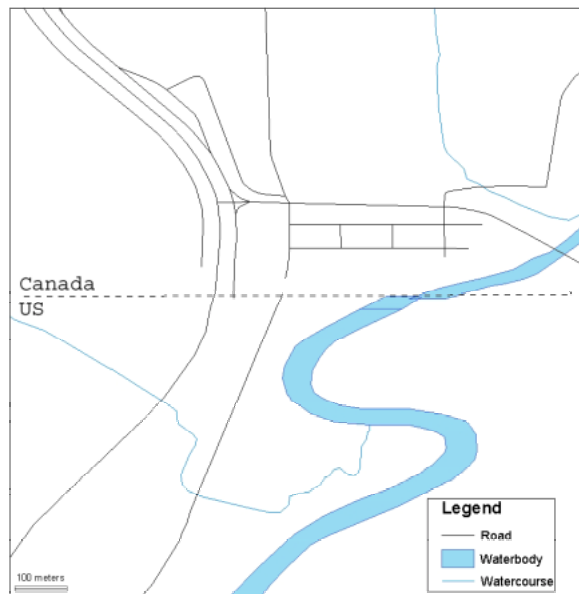 Canada
US
Legend
Road
Waterbody
Watercourse
100 meters